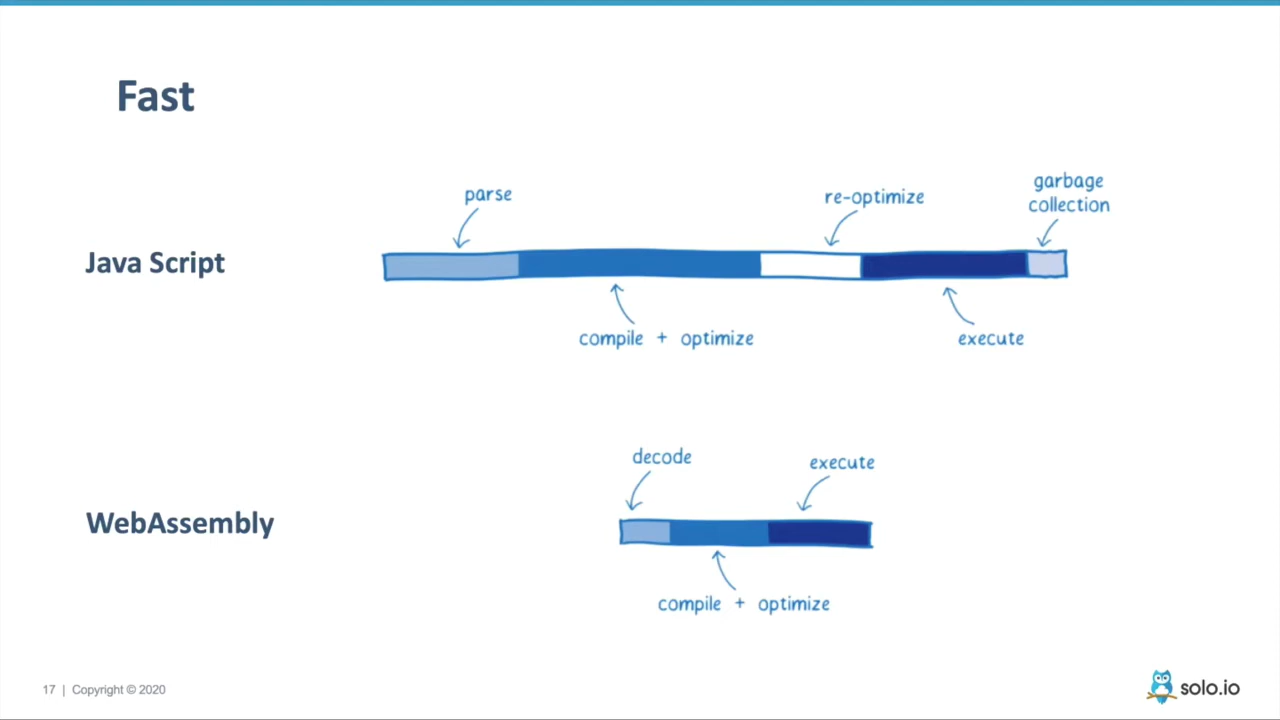 Fast
parse
re-optimize
garbage
collection
Java Script
compile + optimize
execute
decode
execute
WebAssembly
compile + optimize
17 | Copyright © 2020
solo.io